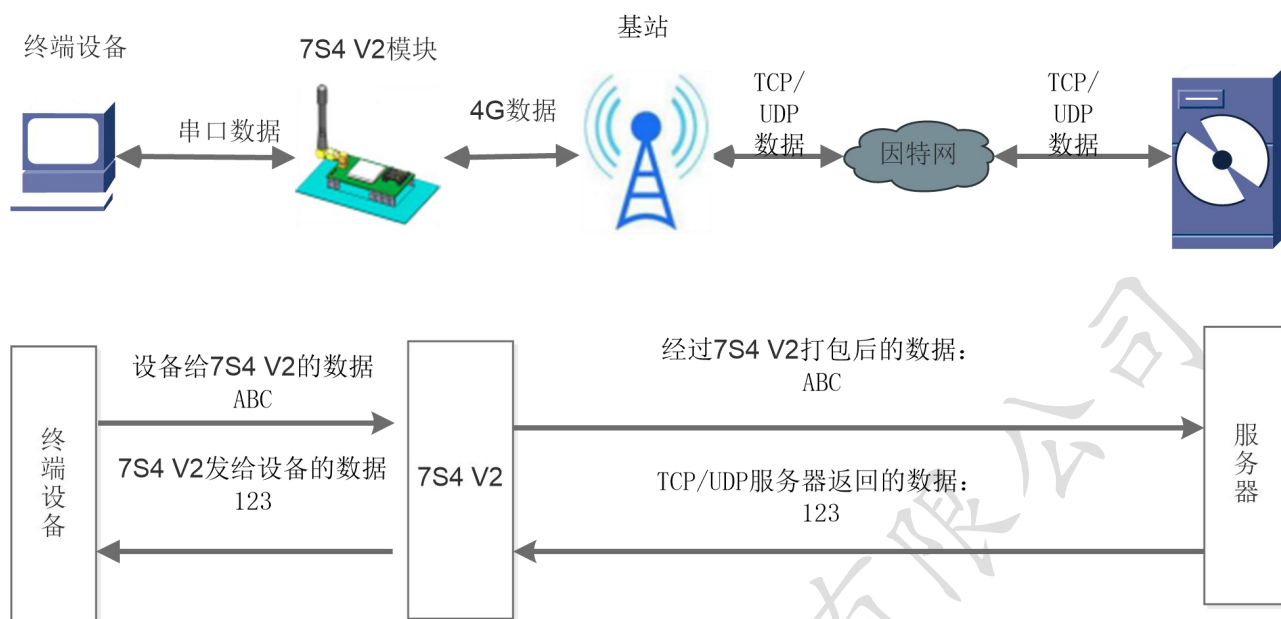 终端设备
7S4 V2模块
基站
串口数据
4G数据
TCP/
UDP
数据
因特网
TCP/
UDP
数据
设备给7S4 V2的数据
ABC
经过7S4 V2打包后的数据：
ABC
终端设备
7S4 V2发给设备的数据
123
7S4 V2
TCP/UDP服务器返回的数据：
123
服务器
有限公司